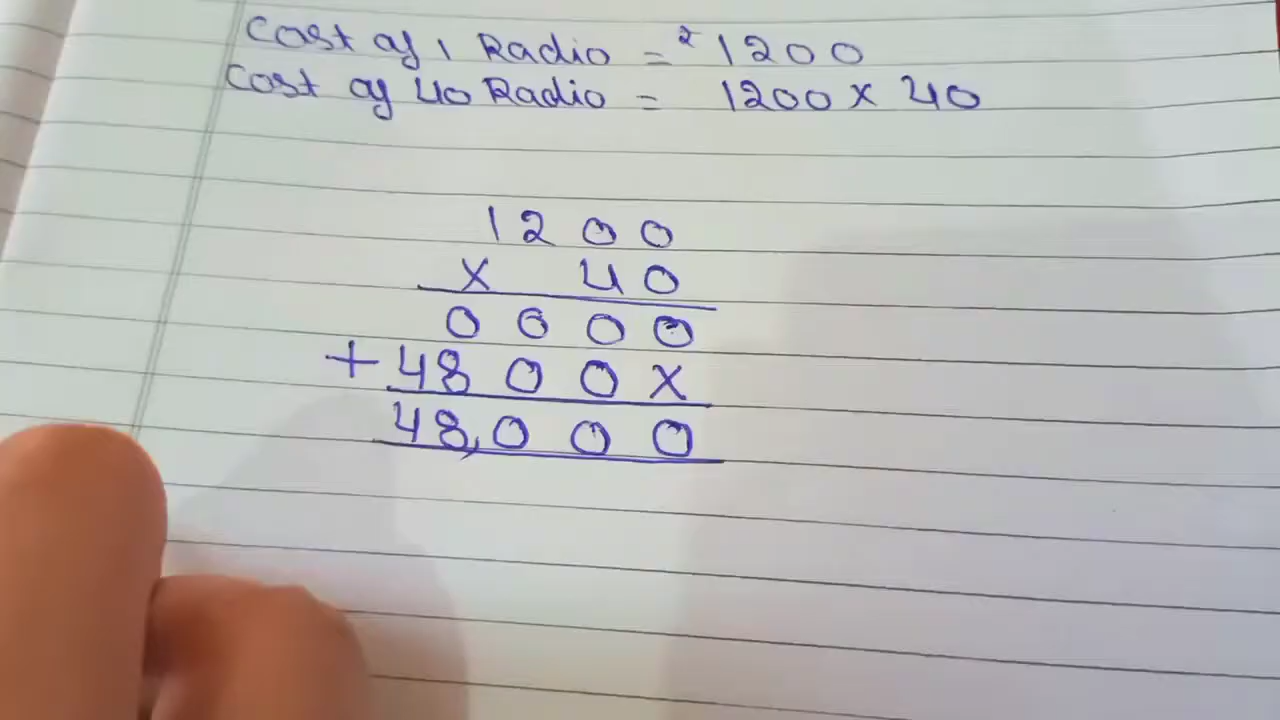 Cost of 1 Radio = ₹ 1200
Cost of 40 Radio = 1200 x 40
1200
x 40
0000
+ 4800x
48,000